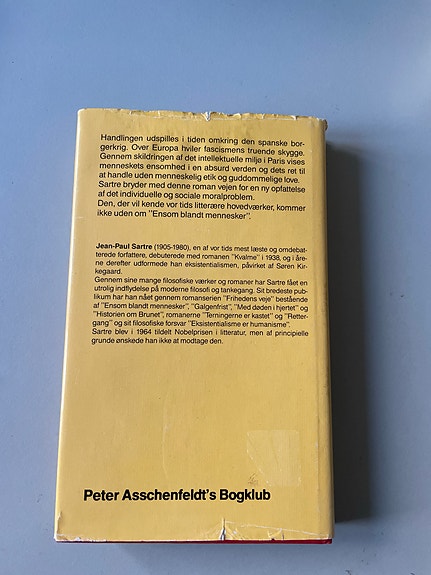 Handlingen udspilles i tiden omkring den spanske bor-
gerkrig. Over Europa hviler fascismens truende skygge.
Gennem skildringen af det intellektuelle miljø i Paris vises
menneskets ensomhed i en absurd verden og dets ret til
at handle uden menneskelig etik og guddommelige love.
Sartre bryder med denne roman vejen for en ny opfattelse
af det individuelle og sociale moralproblem.
Den, der vil kende vor tids litterære hovedværker, kommer
ikke uden om "Ensom blandt mennesker".
Jean-Paul Sartre (1905-1980), en af vor tids mest læste og omdebat-
terede forfattere, debuterede med romanen "Kvalme" i 1938, og i åre-
ne derefter udformede han eksistentialismen, påvirket af Søren Kir-
kegaard.
Gennem sine mange filosofiske værker og romaner har Sartre fået en
utrolig indflydelse på moderne filosofi og tankegang. Sit bredeste pub-
likum har han nået gennem romanserien "Frihedens veje" bestående
af "Ensom blandt mennesker", "Galgenfrist", "Med døden i hjertet" og
"Historien om Brunet", romanerne "Terningerne er kastet" og "Retter-
gang" og sit filosofiske forsvar "Eksistentialisme er humanisme".
Sartre blev i 1964 tildelt Nobelprisen i litteratur, men af principielle
grunde ønskede han ikke at modtage den.
Peter Asschenfeldt's Bogklub